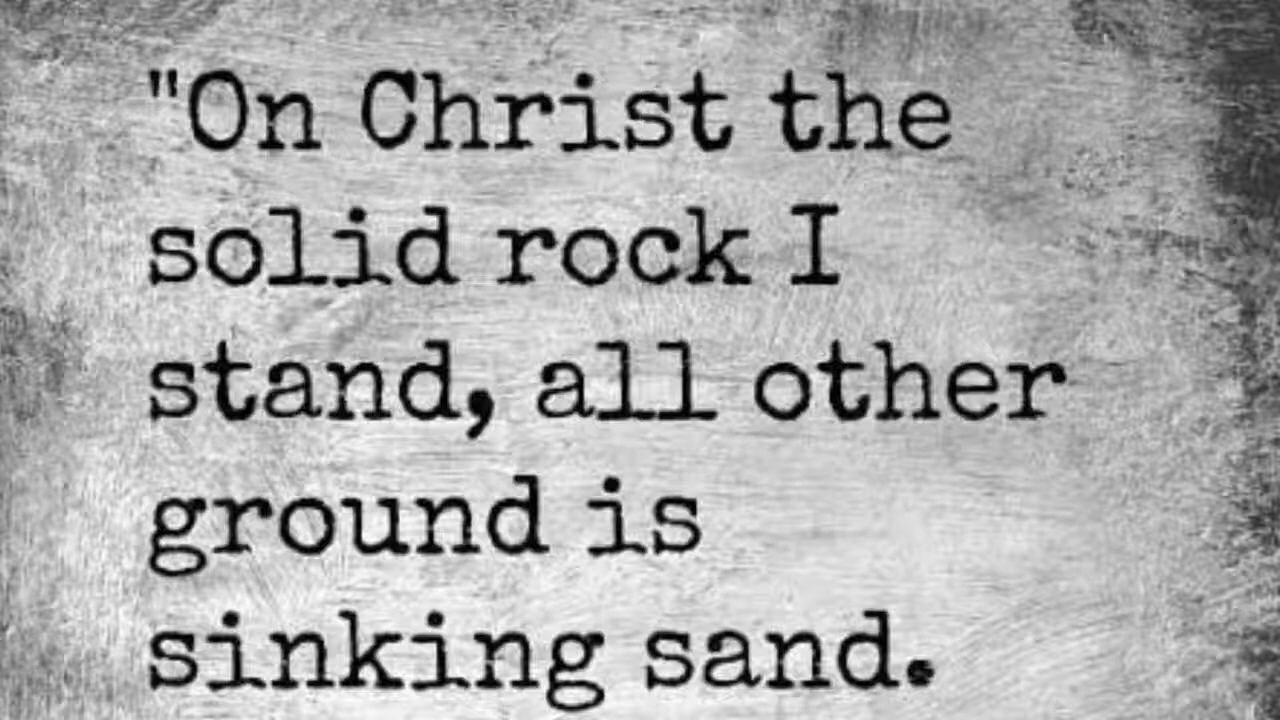 "On Christ the
solid rock I
stand, all other
ground is
sinking sand.